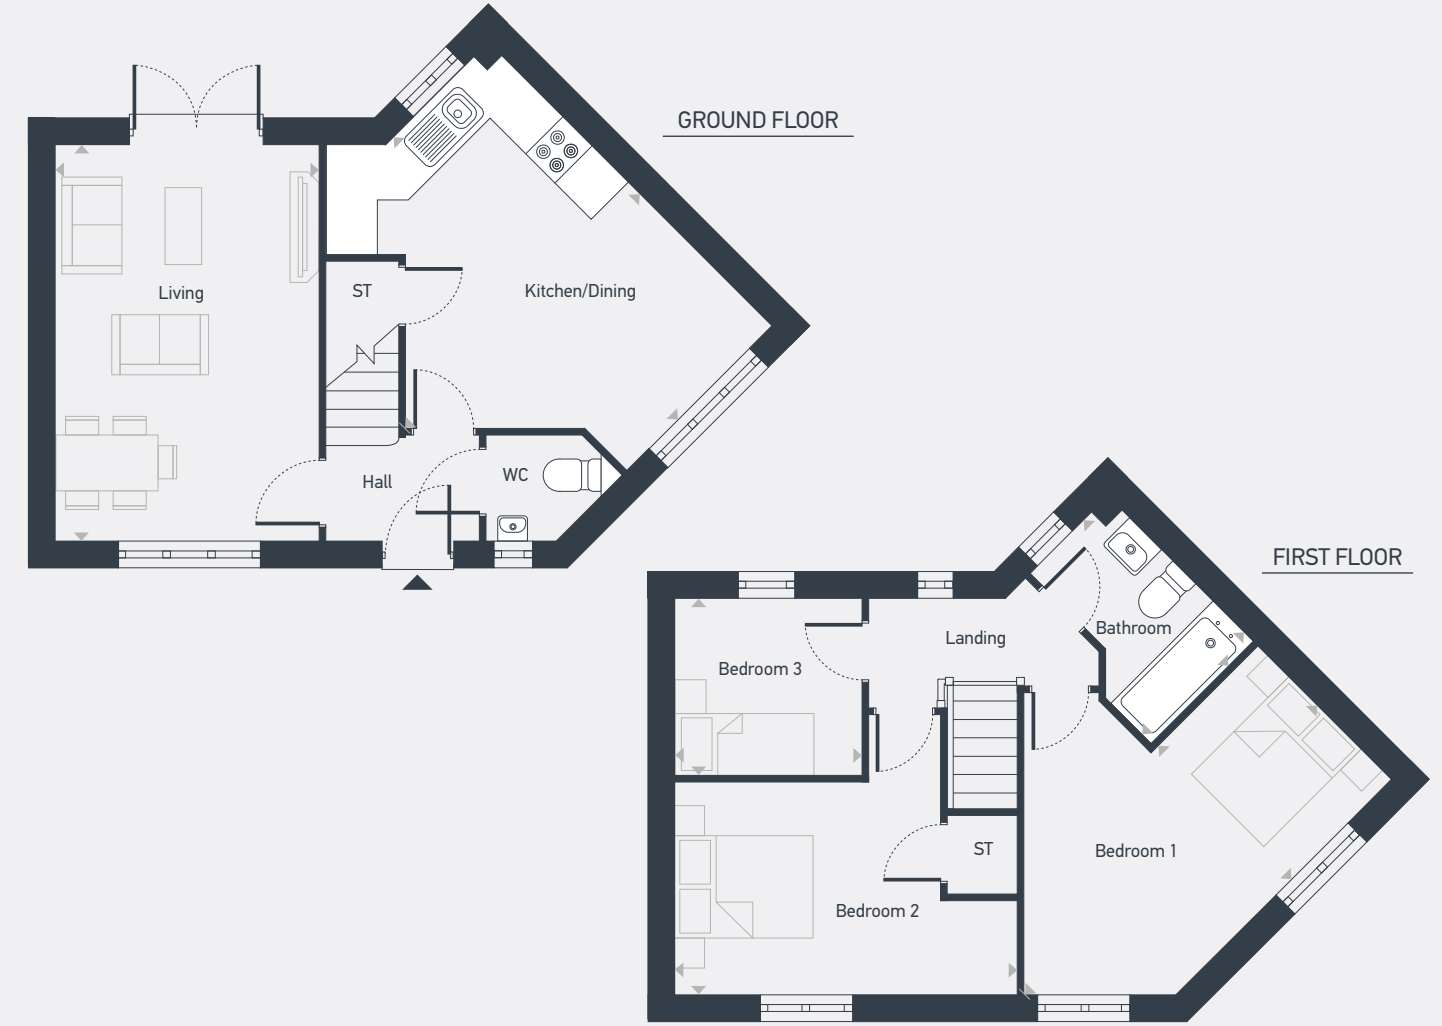 GROUND FLOOR
Living
ST
Kitchen/Dining
Hall
WC
FIRST FLOOR
Bathroom
Landing
Bedroom 3
Bedroom 1
ST
Bedroom 2